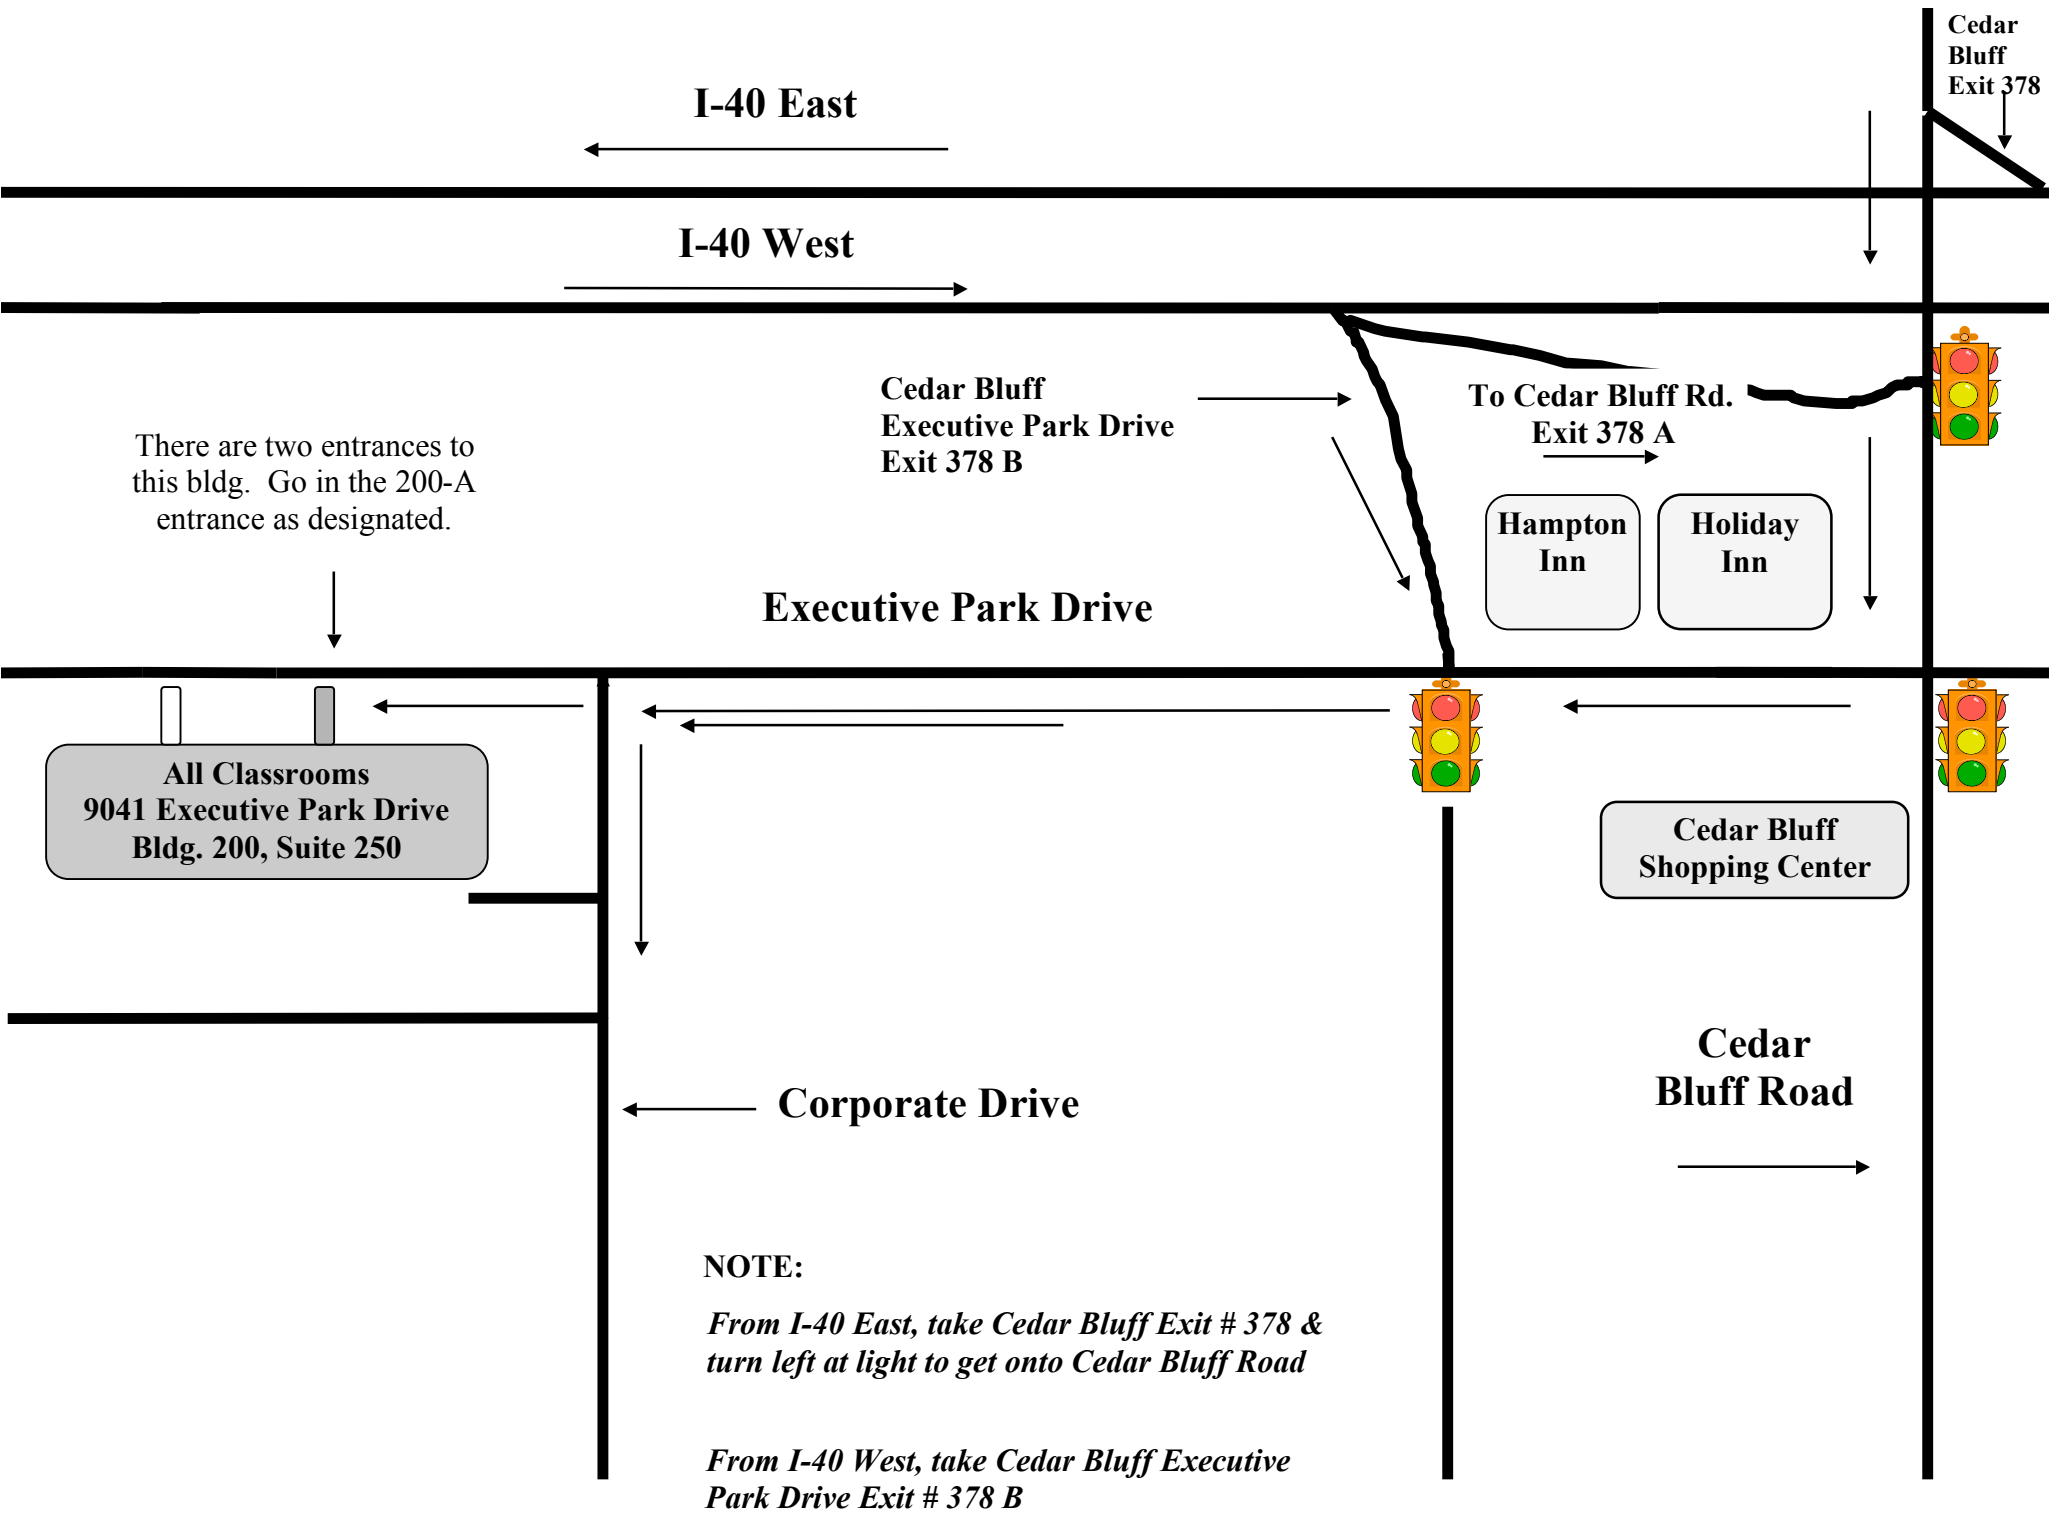 Cedar
Bluff
Exit 378
I-40 East
I-40 West
Cedar Bluff
Executive Park Drive
Exit 378 B
To Cedar Bluff Rd.
Exit 378 A
There are two entrances to
this bldg.  Go in the 200-A
entrance as designated.
Hampton
Inn
Holiday
Inn
Executive Park Drive
All Classrooms
9041 Executive Park Drive
Bldg. 200, Suite 250
Cedar Bluff
Shopping Center
Cedar
Bluff Road
Corporate Drive
NOTE:
From I-40 East, take Cedar Bluff Exit # 378 &
turn left at light to get onto Cedar Bluff Road
From I-40 West, take Cedar Bluff Executive
Park Drive Exit # 378 B